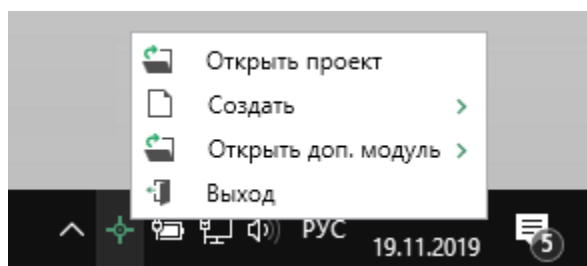 Открыть проект
Создать
Открыть доп. модуль
Выход
РУС
19.11.2019
5